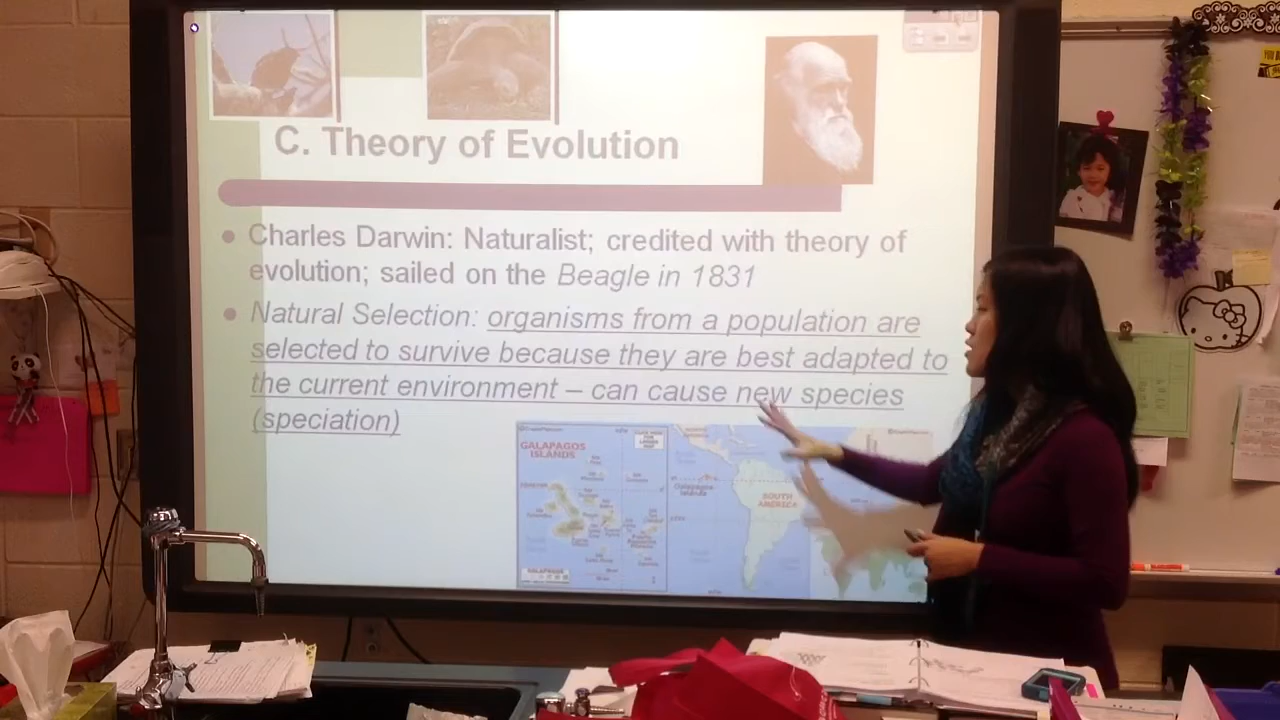 C. Theory of Evolution
Charles Darwin: Naturalist; credited with theory of
evolution; sailed on the Beagle in 1831
Natural Selection: organisms from a population are
selected to survive because they are best adapted to
the current environment – can cause new species
(speciation)
GALAPAGOS
ISLANDS
Galapagos
Islands
SOUTH
AMERICA